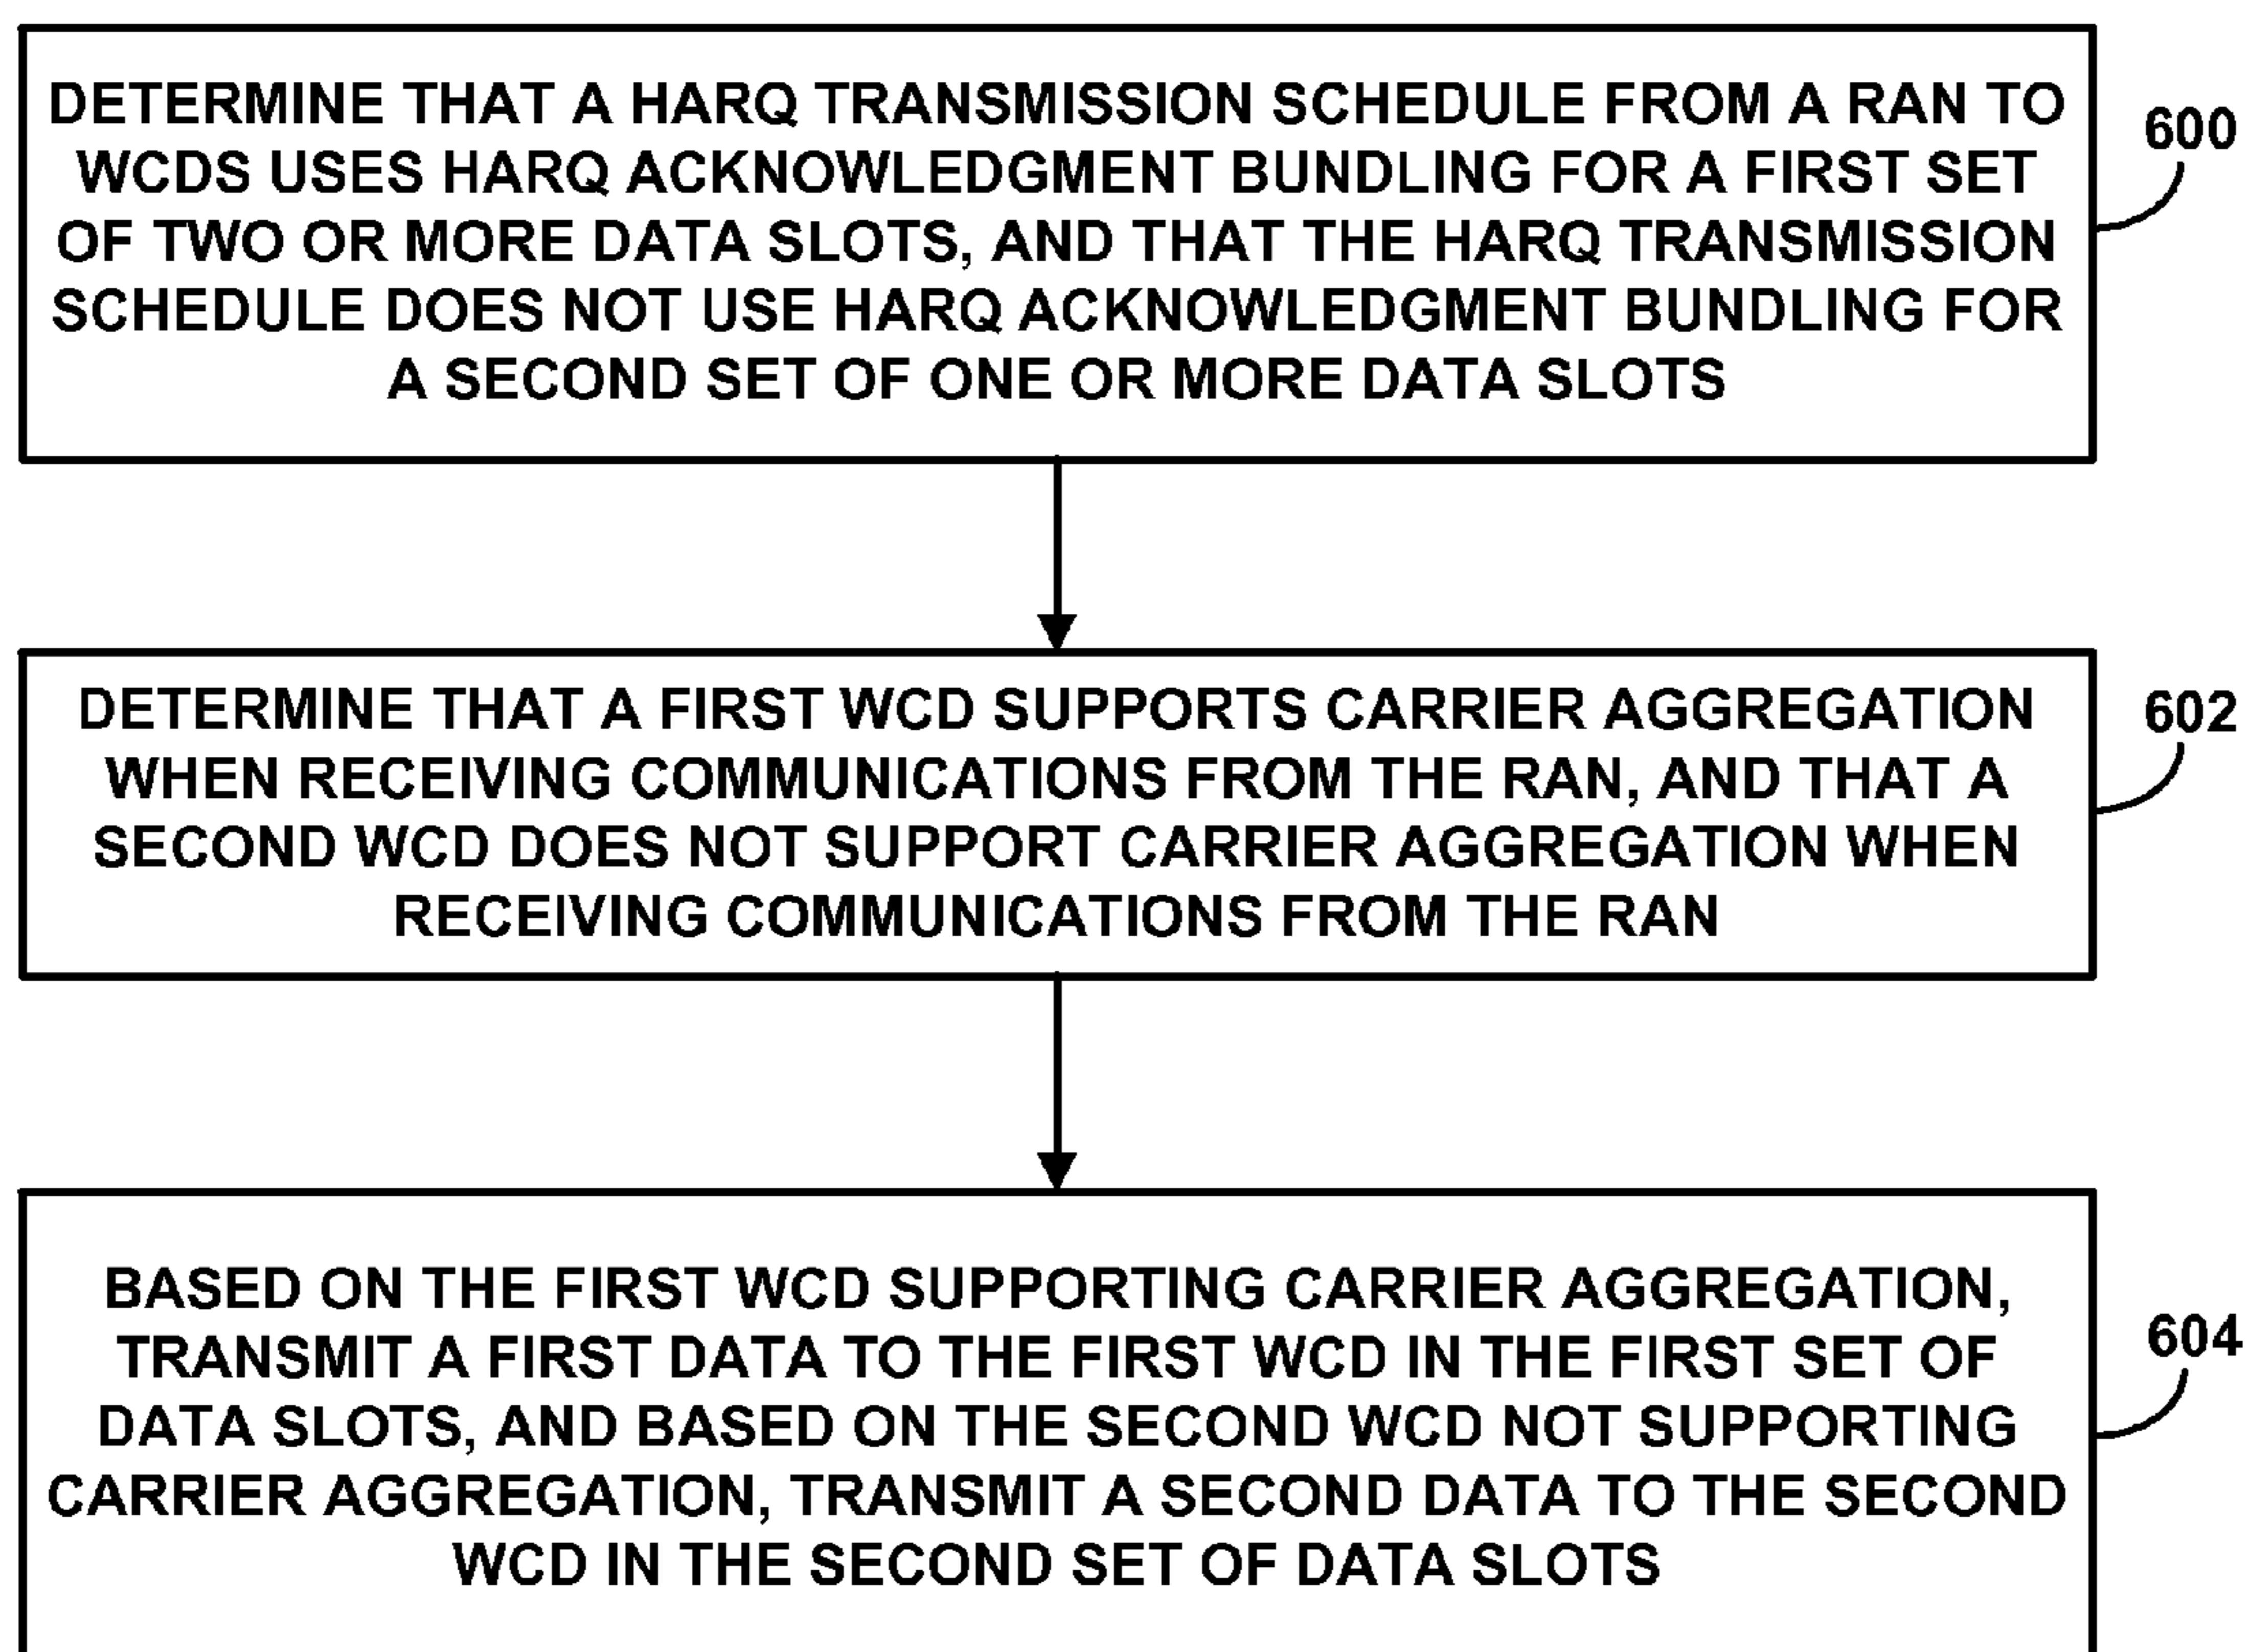 DETERMINE THAT A HARQ TRANSMISSION SCHEDULE FROM A RAN TO
WCDS USES HARQ ACKNOWLEDGMENT BUNDLING FOR A FIRST SET
OF TWO OR MORE DATA SLOTS, AND THAT THE HARQ TRANSMISSION
SCHEDULE DOES NOT USE HARQ ACKNOWLEDGMENT BUNDLING FOR
A SECOND SET OF ONE OR MORE DATA SLOTS
600
DETERMINE THAT A FIRST WCD SUPPORTS CARRIER AGGREGATION
WHEN RECEIVING COMMUNICATIONS FROM THE RAN, AND THAT A
SECOND WCD DOES NOT SUPPORT CARRIER AGGREGATION WHEN
RECEIVING COMMUNICATIONS FROM THE RAN
602
BASED ON THE FIRST WCD SUPPORTING CARRIER AGGREGATION,
TRANSMIT A FIRST DATA TO THE FIRST WCD IN THE FIRST SET OF
DATA SLOTS, AND BASED ON THE SECOND WCD NOT SUPPORTING
CARRIER AGGREGATION, TRANSMIT A SECOND DATA TO THE SECOND
WCD IN THE SECOND SET OF DATA SLOTS
604